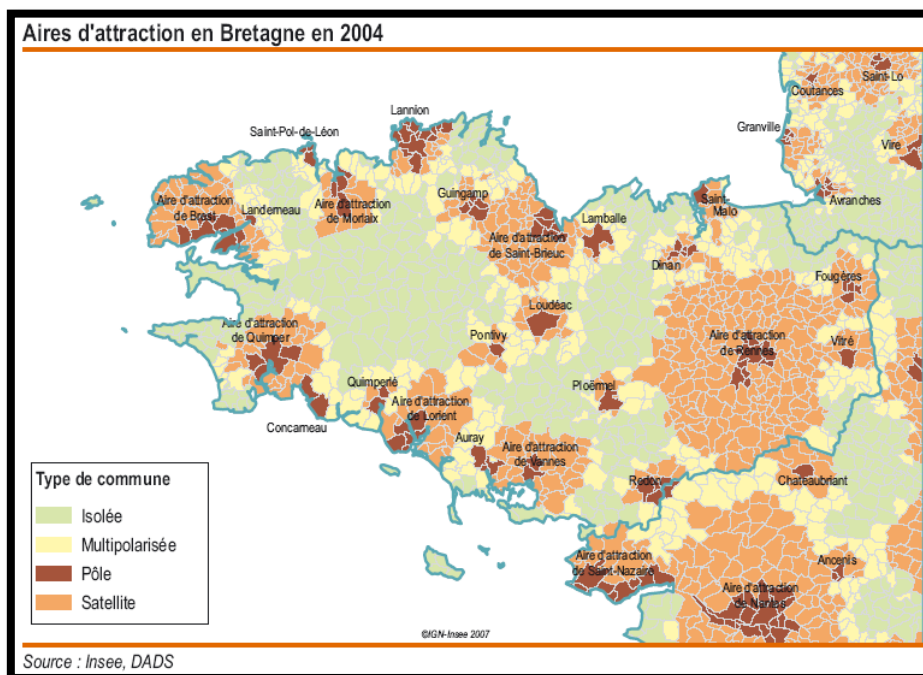 Aires d'attraction en Bretagne en 2004
Saint-Lo
Coutances
Lannion
Saint-Pol-de-Léon
Granville
Vire
Guingamp
Saint-
Malo
Avranches
Aire d'attraction
de Brest
Landerneau
Aire d'attraction
de Morlaix
Lamballe
Aire d'attraction
de Saint-Brieuc
Dinan
Fougères
Loudéac
Aire d'attraction
de Quimper
Pontivy
Aire d'attraction
de Rennes
Vitré
Quimperlé
Ploërmel
Aire d'attraction
de Lorient
Concarneau
Auray
Aire d'attraction
de Vannes
Redon
Chateaubriant
Type de commune
Isolée
Multipolarisée
Pôle
Satellite
Aire d'attraction
de Saint-Nazaire
Ancenis
Aire d'attraction
de Nantes
©IGN-Insee 2007
Source : Insee, DADS